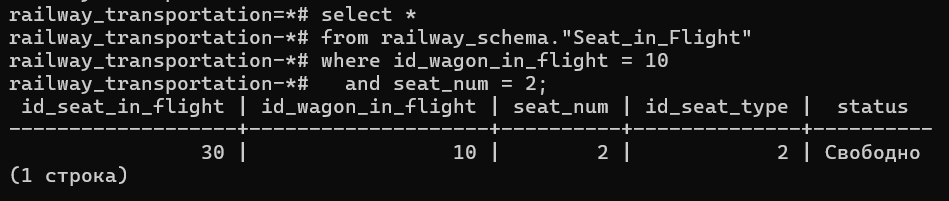 railway_transportation=*# select *
railway_transportation-*# from railway_schema."Seat_in_Flight"
railway_transportation-*# where id_wagon_in_flight = 10
railway_transportation-*#   and seat_num = 2;
 id_seat_in_flight | id_wagon_in_flight | seat_num | id_seat_type |  status
-------------------+--------------------+----------+--------------+----------
                30 |                 10 |        2 |            2 | Свободно
(1 строка)